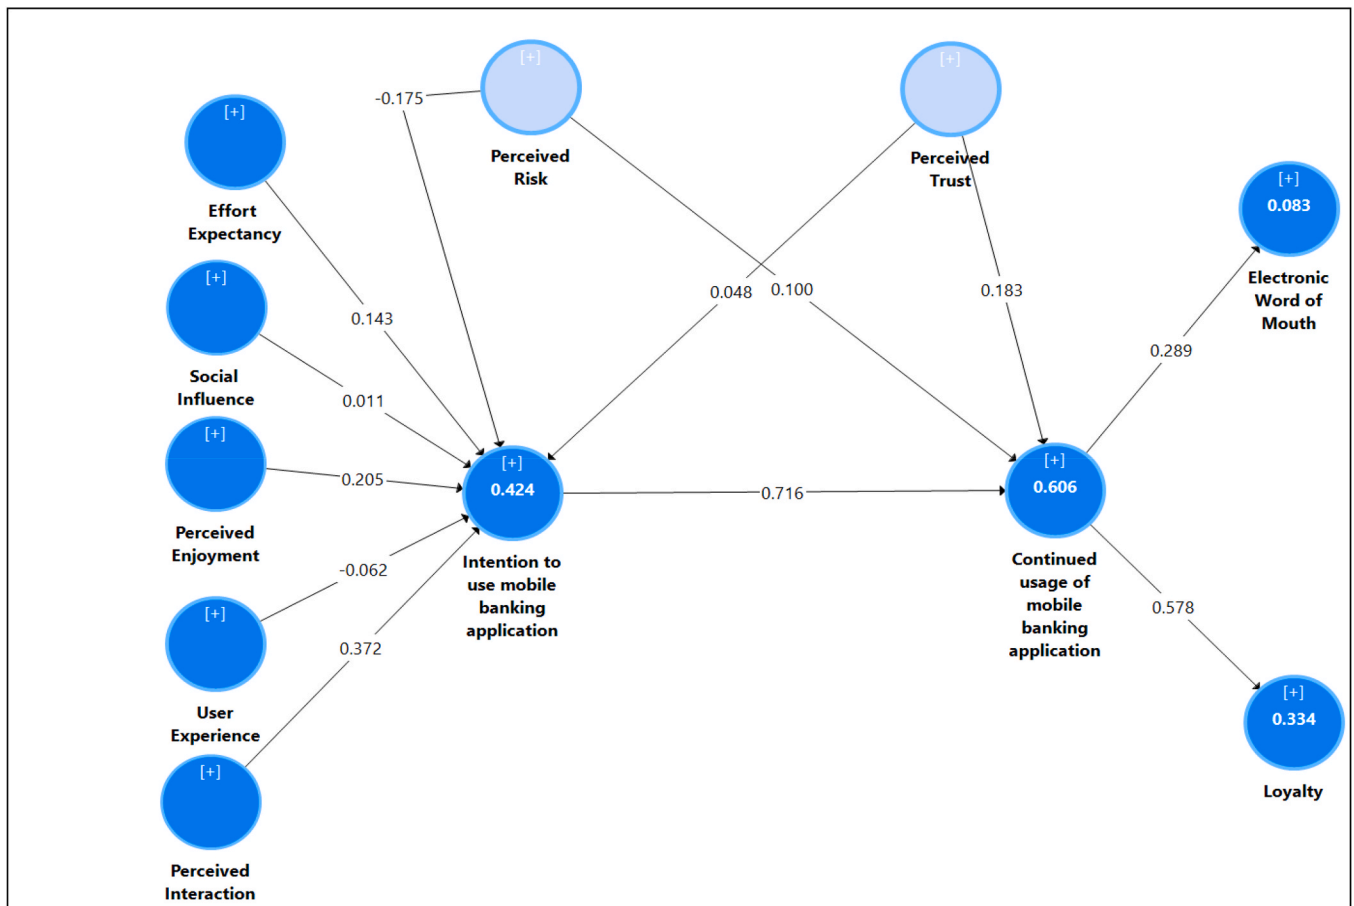 [+]
Perceived
Risk
[+]
Perceived
Trust
-0.175
[+]
Effort
Expectancy
[+]
0.083
Electronic
Word of
Mouth
[+]
Social
Influence
0.143
0.048
0.100
0.183
0.289
0.011
[+]
Perceived
Enjoyment
0.205
[+]
0.424
Intention to
use mobile
banking
application
0.716
[+]
0.606
Continued
usage of
mobile
banking
application
-0.062
[+]
User
Experience
0.372
0.578
[+]
0.334
Loyalty
[+]
Perceived
Interaction